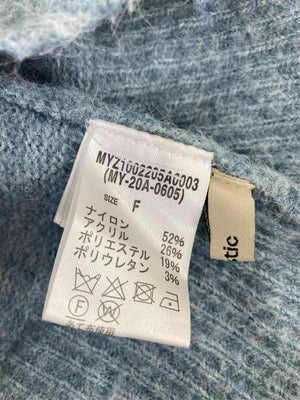 MYZ1002205A0003
(MY-20A-0605)
SIZE F
ナイロン 52%
アクリル 26%
ポリエステル 19%
ポリウレタン 3%
F W
tic